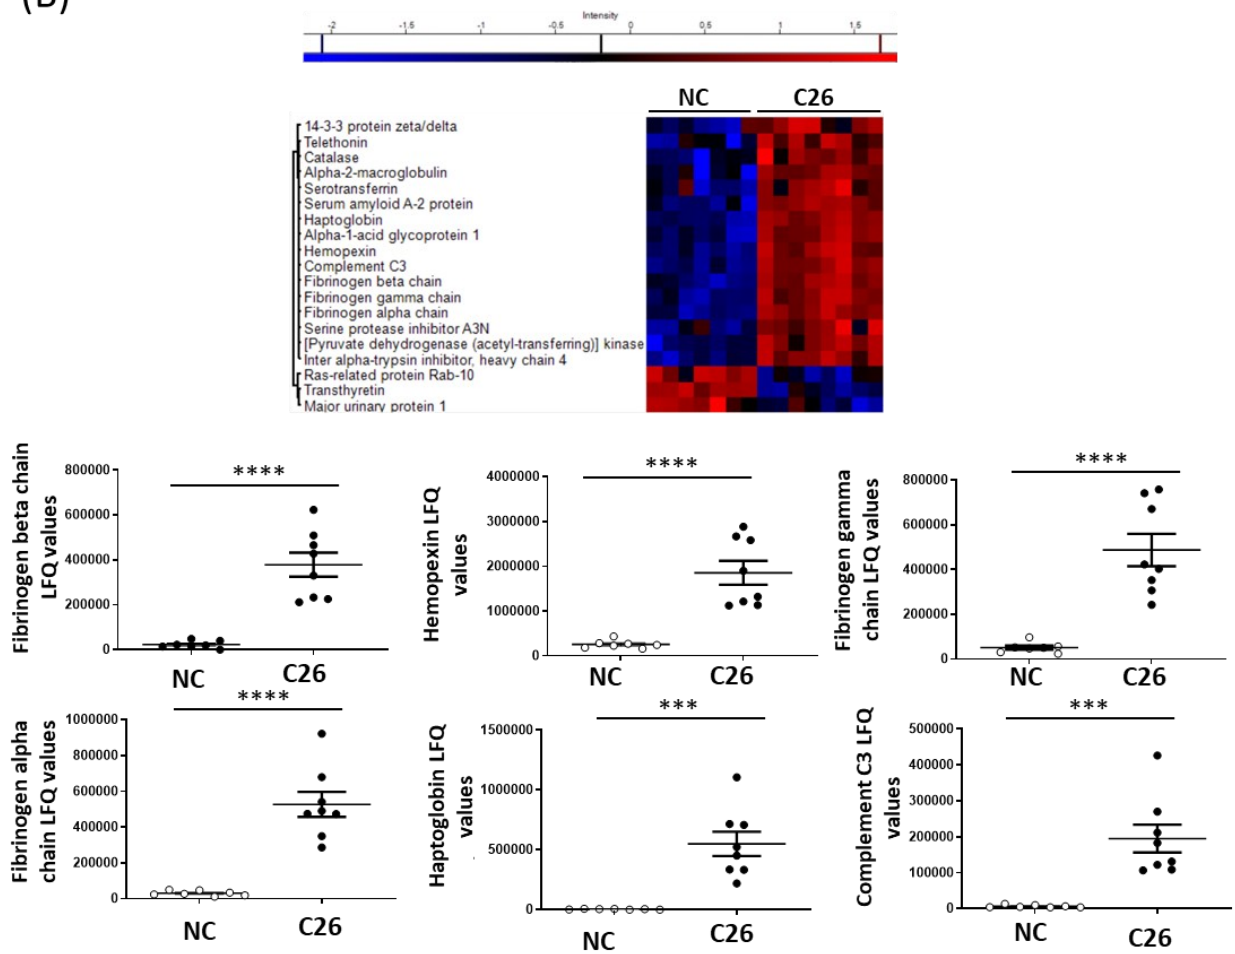 (B)
Intensity
-2 -1,5 -1 -0,5 0 0,5 1 1,5
NC C26
14-3-3 protein zeta/delta
Telethonin
Catalase
Alpha-2-macroglobulin
Serotransferrin
Serum amyloid A-2 protein
Haptoglobin
Alpha-1-acid glycoprotein 1
Hemopexin
Complement C3
Fibrinogen beta chain
Fibrinogen gamma chain
Fibrinogen alpha chain
Serine protease inhibitor A3N
[Pyruvate dehydrogenase (acetyl-transferring)] kinase
Inter alpha-trypsin inhibitor, heavy chain 4
Ras-related protein Rab-10
Transthyretin
Major urinary protein 1
Fibrinogen beta chain
LFQ values
800000
600000
400000
200000
0
****
NC C26
Hemopexin LFQ
values
4000000
3000000
2000000
1000000
0
****
NC C26
Fibrinogen gamma
chain LFQ values
800000
600000
400000
200000
0
****
NC C26
Fibrinogen alpha
chain LFQ values
1000000
800000
600000
400000
200000
0
****
NC C26
Haptoglobin LFQ
values
1500000
1000000
500000
0
***
NC C26
Complement C3 LFQ
values
500000
400000
300000
200000
100000
0
***
NC C26